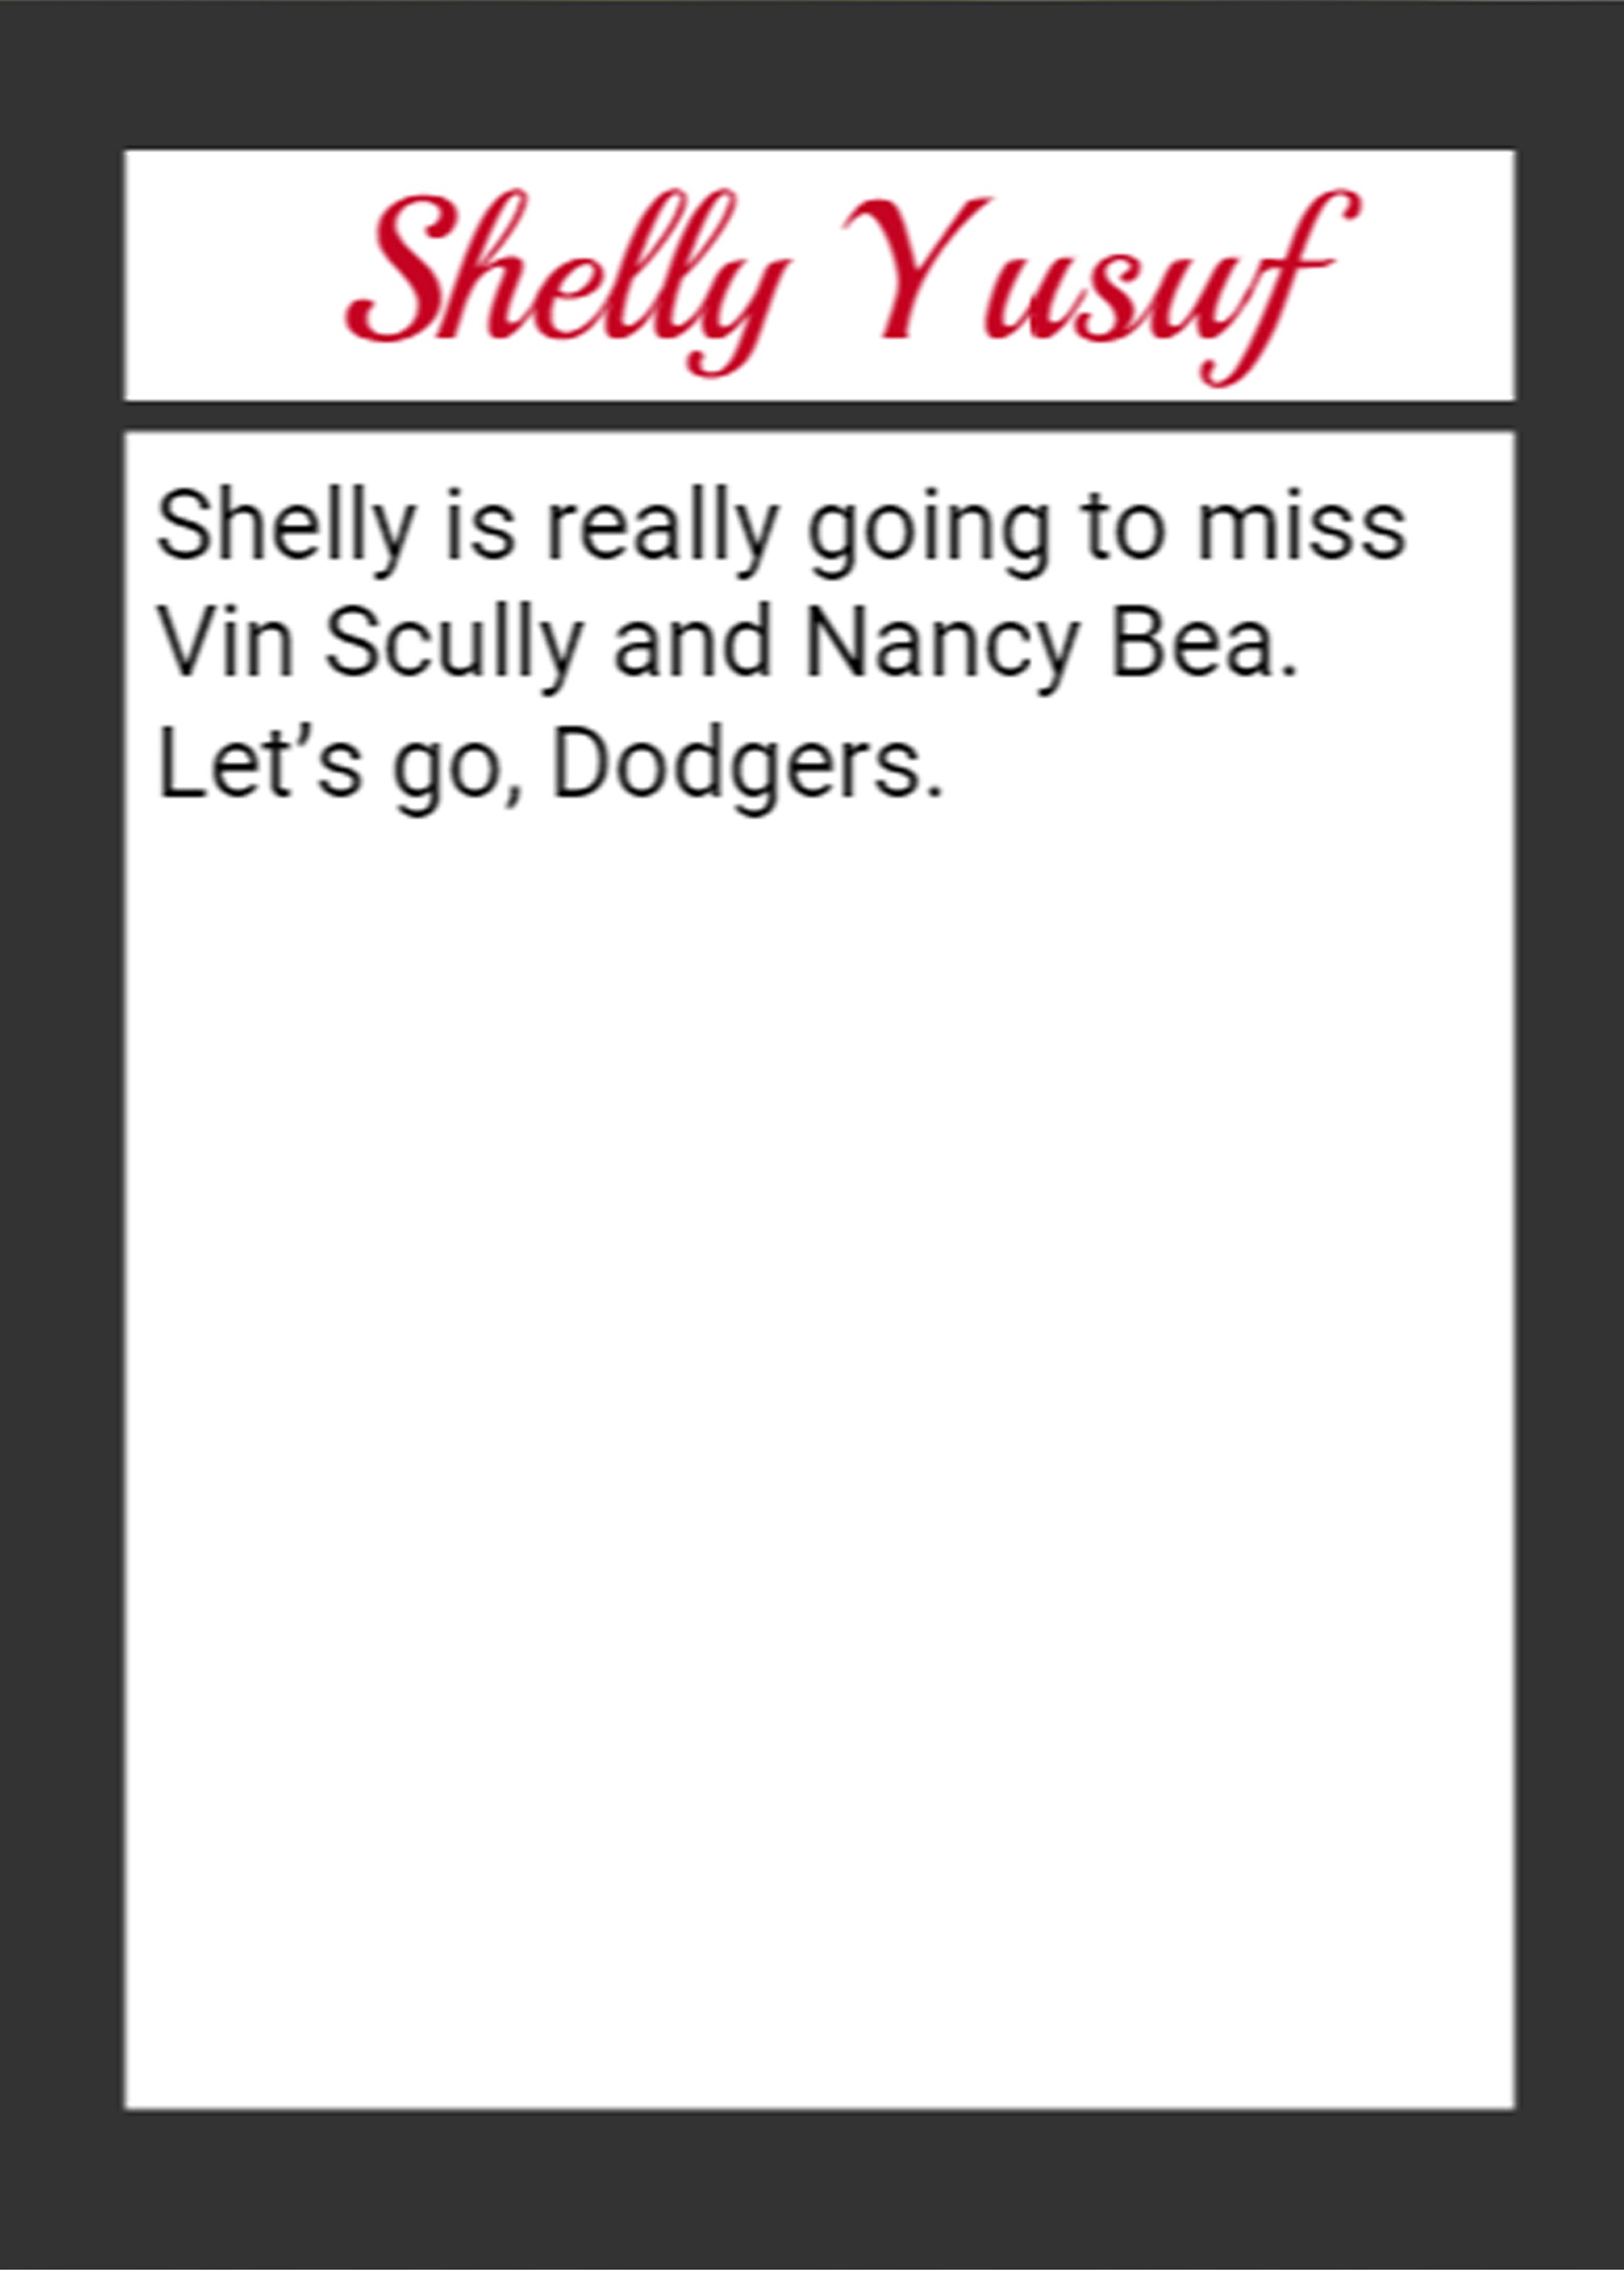 Shelly Yusuf
Shelly is really going to miss
Vin Scully and Nancy Bea.
Let’s go, Dodgers.